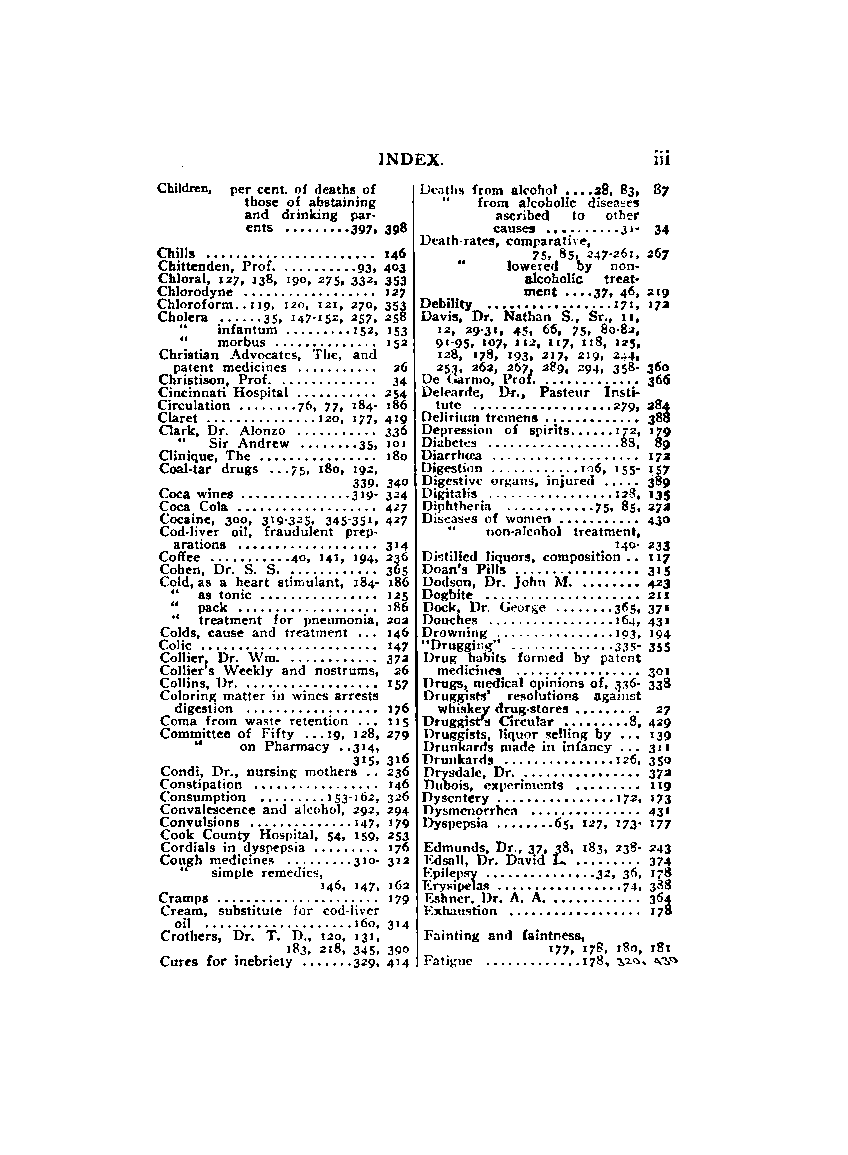 INDEX. iii
Children, per cent. of deaths of
those of abstaining
and drinking par-
ents .........397, 398
Chills ...................... 146
Chittenden, Prof. ..........93, 403
Chloral, 127, 138, 190, 275, 332, 353
Chlorodyne ................. 127
Chloroform..119, 120, 121, 270, 353
Cholera ......35, 147-152, 257, 258
" infantum .........152, 153
" morbus ............. 152
Christian Advocates, The, and
patent medicines ........... 26
Christison, Prof. ............. 34
Cincinnati Hospital ........... 254
Circulation ........76, 77, 184- 186
Claret ...............120, 177, 419
Clark, Dr. Alonzo ........... 336
" Sir Andrew ........35, 101
Clinique, The ............... 180
Coal-tar drugs ...75, 180, 192,
339, 340
Coca wines ...............319- 324
Coca Cola .................. 427
Cocaine, 300, 319-325, 345-351, 427
Cod-liver oil, fraudulent prep-
arations .................. 314
Coffee ...........40, 141, 194, 236
Cohen, Dr. S. S. ............ 365
Cold, as a heart stimulant, 184- 186
" as tonic ............... 125
" pack .................. 186
" treatment for pneumonia, 202
Colds, cause and treatment ... 146
Colic ....................... 147
Collier, Dr. Wm. ............ 372
Collier's Weekly and nostrums, 26
Collins, Dr. ................. 157
Coloring matter in wines arrests
digestion ................. 176
Coma from waste retention ... 115
Committee of Fifty ...19, 128, 279
" on Pharmacy ..314,
315, 316
Condi, Dr., nursing mothers .. 236
Constipation ................ 146
Consumption .........153-162, 326
Convalescence and alcohol, 292, 294
Convulsions ..............147, 179
Cook County Hospital, 54, 159, 253
Cordials in dyspepsia ......... 176
Cough medicines .........310- 312
" simple remedies,
146, 147, 162
Cramps ..................... 179
Cream, substitute for cod-liver
oil ...................160, 314
Crothers, Dr. T. D., 120, 131,
183, 218, 345, 390
Cures for inebriety .......329, 414
Deaths from alcohol ....28, 83, 87
" from alcoholic diseases
ascribed to other
causes ..........31- 34
Death-rates, comparative,
75, 85, 247-261, 267
" lowered by non-
alcoholic treat-
ment ....37, 46, 219
Debility .................171, 172
Davis, Dr. Nathan S., Sr., 11,
12, 29-31, 45, 66, 75, 80-82,
91-95, 107, 112, 117, 118, 125,
128, 178, 193, 217, 219, 244,
253, 262, 267, 289, 294, 358- 360
De Garmo, Prof. ............. 366
Delearde, Dr., Pasteur Insti-
tute ..................279, 284
Delirium tremens ............ 388
Depression of spirits......172, 179
Diabetes .................88, 89
Diarrhœa ................... 172
Digestion ............106, 155- 157
Digestive organs, injured ..... 389
Digitalis ................128, 135
Diphtheria ............75, 85, 272
Diseases of women ........... 430
" non-alcohol treatment,
140- 233
Distilled liquors, composition .. 117
Doan's Pills ................ 315
Dodson, Dr. John M. ........ 423
Dogbite ..................... 211
Dock, Dr. George ........365, 371
Douches ................164, 431
Drowning ...............193, 194
"Drugging" .............335- 355
Drug habits formed by patent
medicines ................ 301
Drugs, medical opinions of, 336- 338
Druggists' resolutions against
whiskey drug-stores ......... 27
Druggist's Circular .........8, 429
Druggists, liquor selling by ... 139
Drunkards made in infancy ... 311
Drunkards ...............126, 350
Drysdale, Dr. ............... 372
Dubois, experiments ......... 119
Dysentery ................172, 173
Dysmenorrhea ............... 431
Dyspepsia ........65, 127, 173- 177
Edmunds, Dr., 37, 38, 183, 238- 243
Edsall, Dr. David L. ......... 374
Epilepsy ...............32, 36, 178
Erysipelas .................74, 388
Eshner, Dr. A. A. ............ 364
Exhaustion .................. 178
Fainting and faintness,
177, 178, 180, 181
Fatigue .............178,